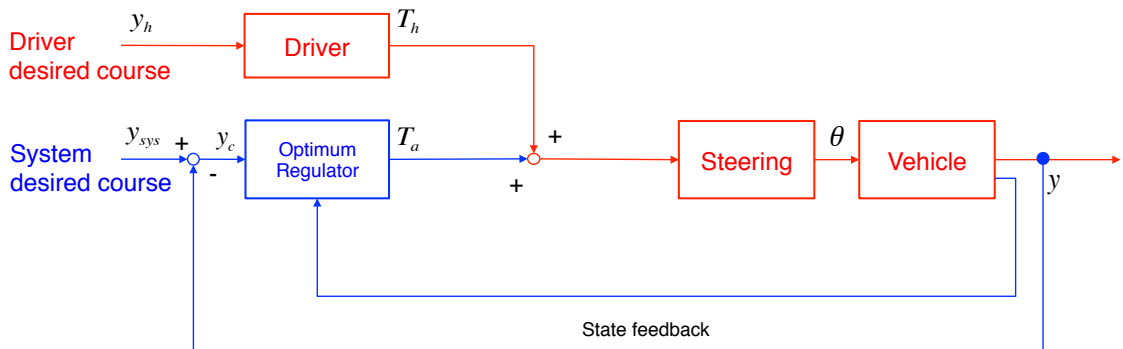 y_h
T_h
Driver
desired course
Driver
y_sys
+
y_c
T_a
+
θ
System
desired course
-
Optimum
Regulator
+
Steering
Vehicle
y
State feedback